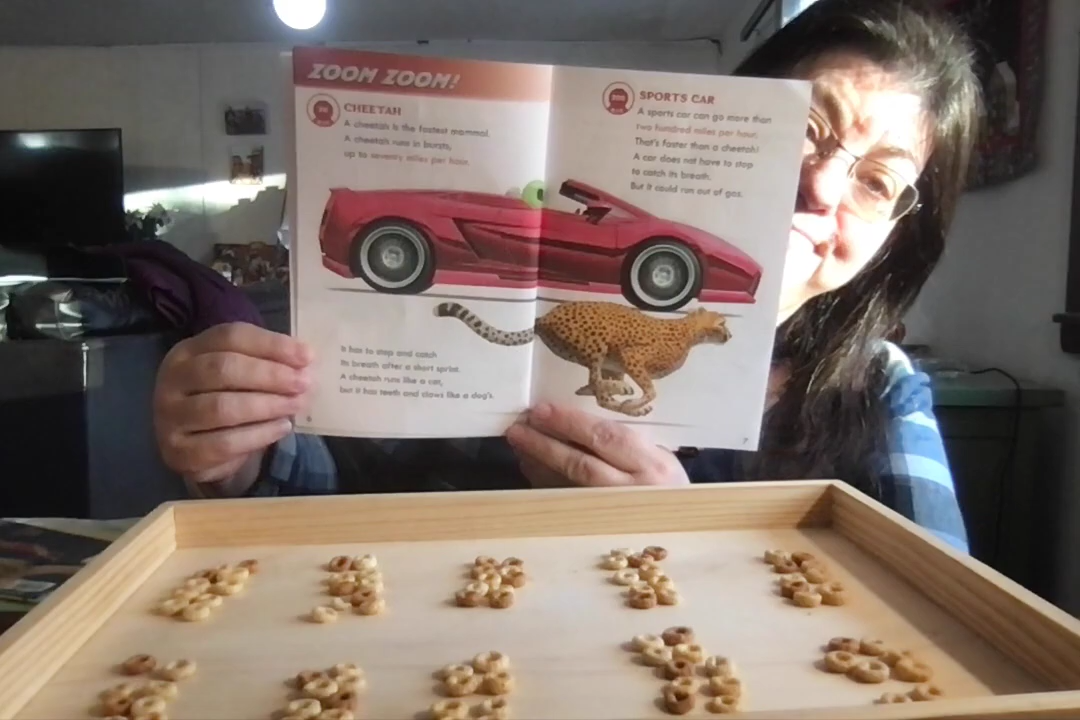 ZOOM ZOOM!
CHEETAH
A cheetah is the fastest mammal.
A cheetah runs in bursts,
up to seventy miles per hour.
It has to stop and catch
its breath after a short sprint.
A cheetah runs like a cat,
but it has teeth and claws like a dog's.
6
SPORTS CAR
A sports car can go more than
two hundred miles per hour.
That's faster than a cheetah!
A car does not have to stop
to catch its breath.
But it could run out of gas.
7